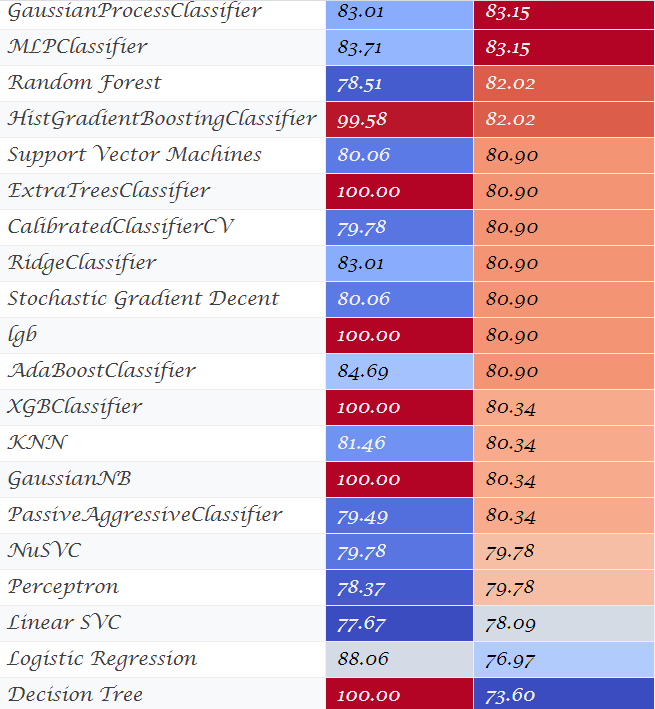 GaussianProcessClassifier 83.01 83.15
MLPClassifier 83.71 83.15
Random Forest 78.51 82.02
HistGradientBoostingClassifier 99.58 82.02
Support Vector Machines 80.06 80.90
ExtraTreesClassifier 100.00 80.90
CalibratedClassifierCV 79.78 80.90
RidgeClassifier 83.01 80.90
Stochastic Gradient Decent 80.06 80.90
lgb 100.00 80.90
AdaBoostClassifier 84.69 80.90
XGBClassifier 100.00 80.34
KNN 81.46 80.34
GaussianNB 100.00 80.34
PassiveAggressiveClassifier 79.49 80.34
NuSVC 79.78 79.78
Perceptron 78.37 79.78
Linear SVC 77.67 78.09
Logistic Regression 88.06 76.97
Decision Tree 100.00 73.60